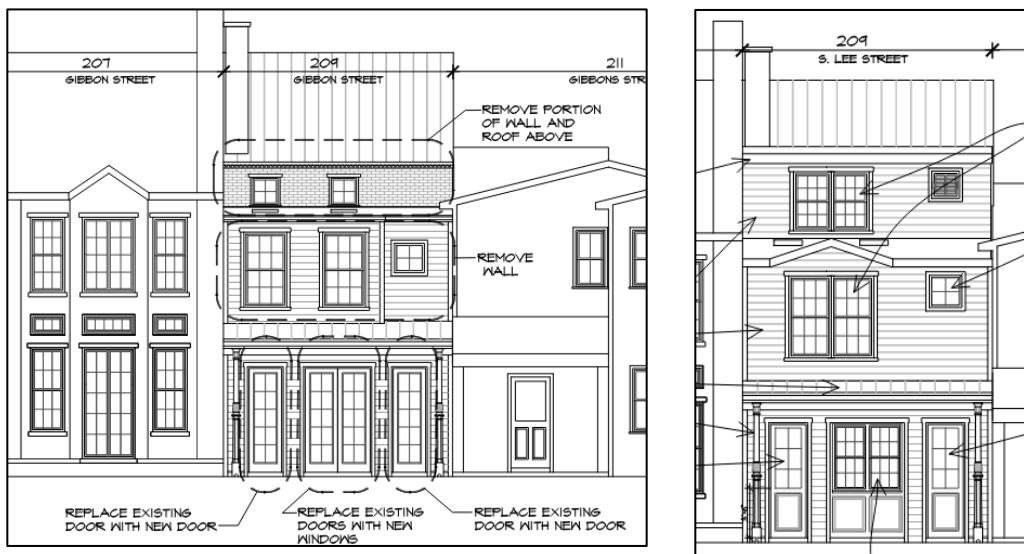 207
GIBBON STREET
209
GIBBON STREET
211
GIBBONS STR
REMOVE PORTION
OF WALL AND
ROOF ABOVE
REMOVE
WALL
REPLACE EXISTING
DOOR WITH NEW DOOR
REPLACE EXISTING
DOORS WITH NEW
WINDOWS
REPLACE EXISTING
DOOR WITH NEW DOOR
209
S. LEE STREET